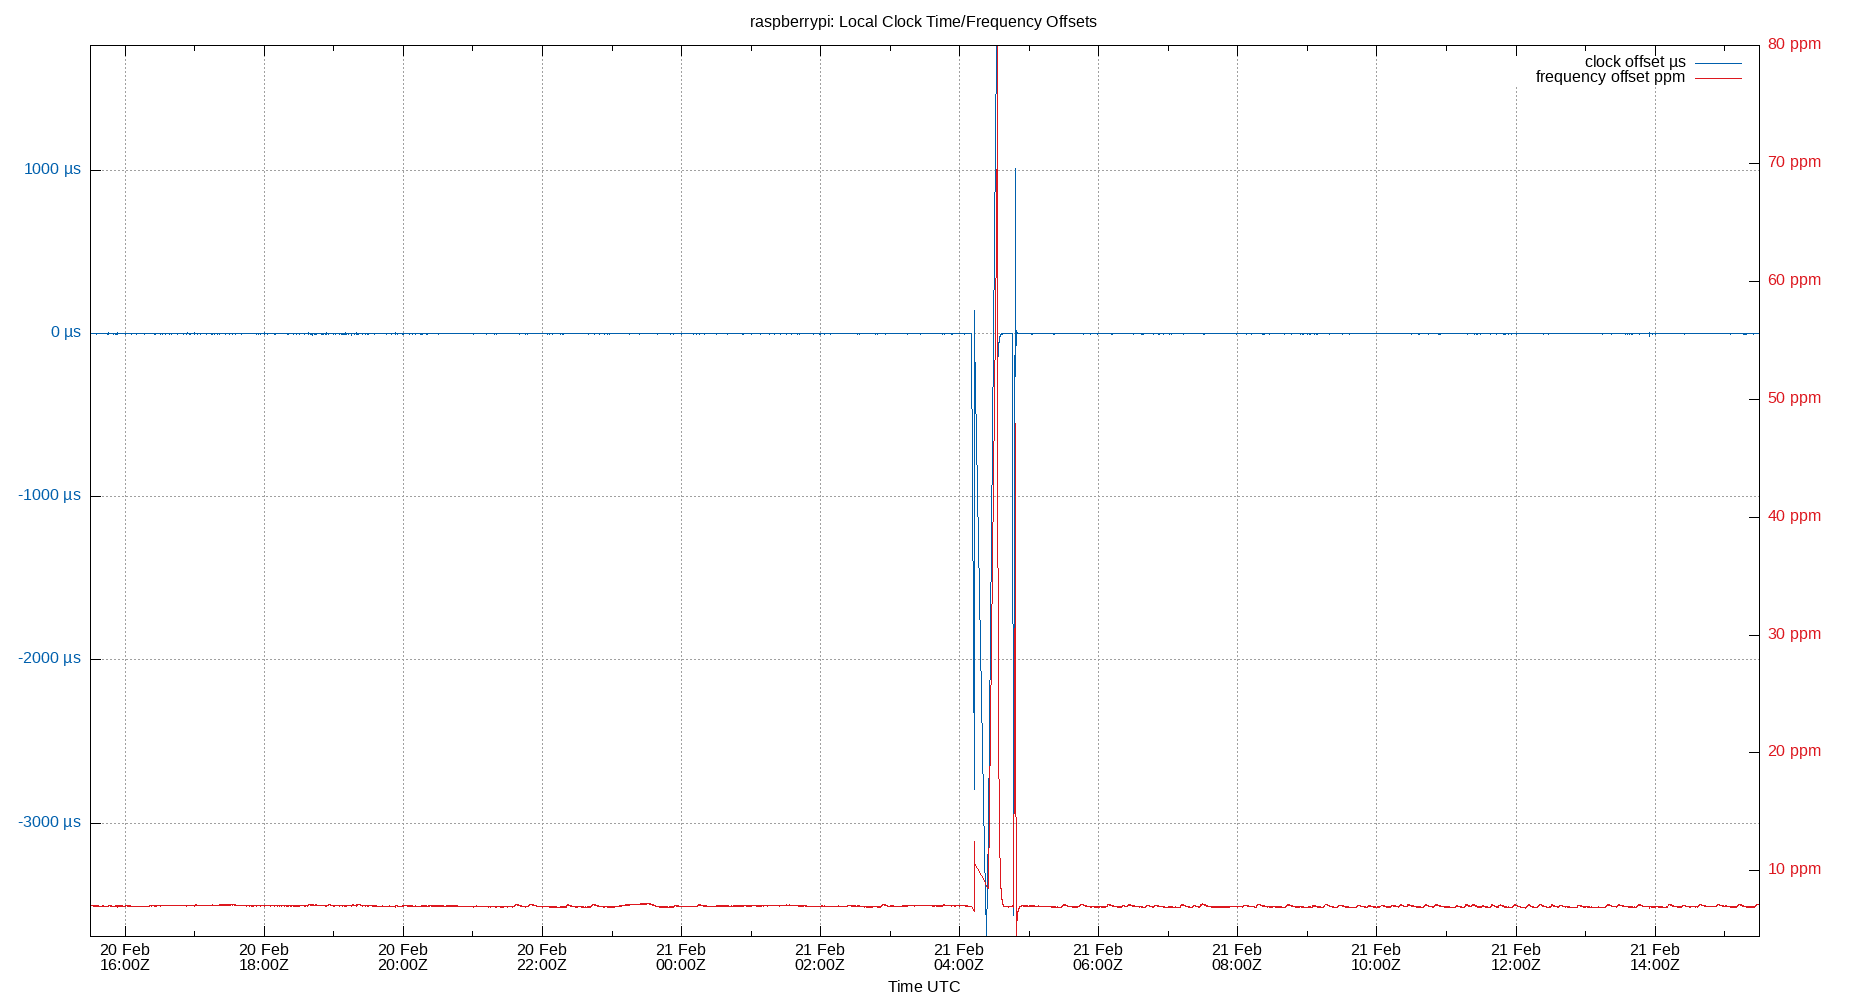 raspberrypi: Local Clock Time/Frequency Offsets
80 ppm
clock offset µs
frequency offset ppm
1000 µs
70 ppm
60 ppm
0 µs
50 ppm
-1000 µs
40 ppm
-2000 µs
30 ppm
20 ppm
-3000 µs
10 ppm
20 Feb 20 Feb 20 Feb 20 Feb 21 Feb 21 Feb 21 Feb 21 Feb 21 Feb 21 Feb 21 Feb 21 Feb
16:00Z 18:00Z 20:00Z 22:00Z 00:00Z 02:00Z 04:00Z 06:00Z 08:00Z 10:00Z 12:00Z 14:00Z
Time UTC